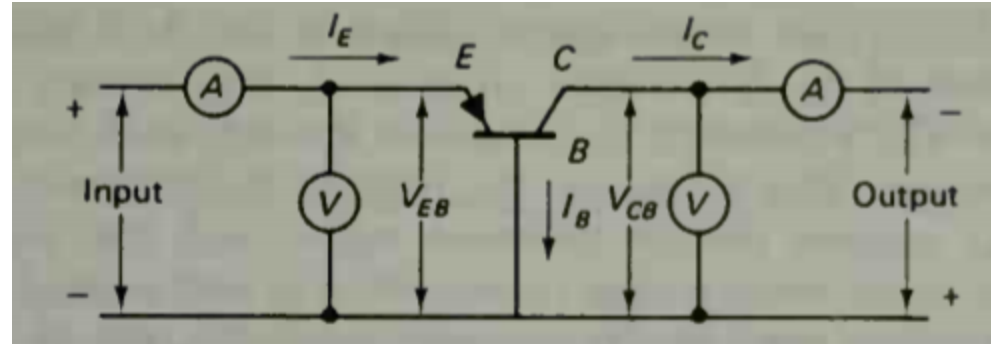 I_E E C I_C
A A
+ −
Input V V_EB B I_B V_CB V Output
− +